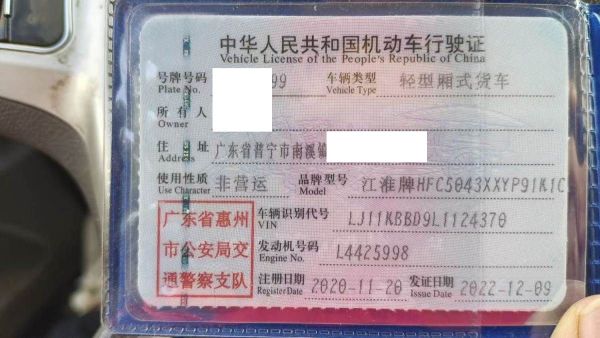 中华人民共和国机动车行驶证
Vehicle License of the People's Republic of China
号牌号码 99 车辆类型 轻型厢式货车
Plate No. Vehicle Type
所有人
Owner
住址 广东省普宁市南溪镇
Address
使用性质 非营运 品牌型号 江淮牌HFC5043XXYP91K1C
Use Character Model
广东省惠州
市公安局交
通警察支队
车辆识别代号 LJ11KBBD9L1124370
VIN
发动机号码 L4425998
Engine No.
注册日期 2020-11-20 发证日期 2022-12-09
Register Date Issue Date